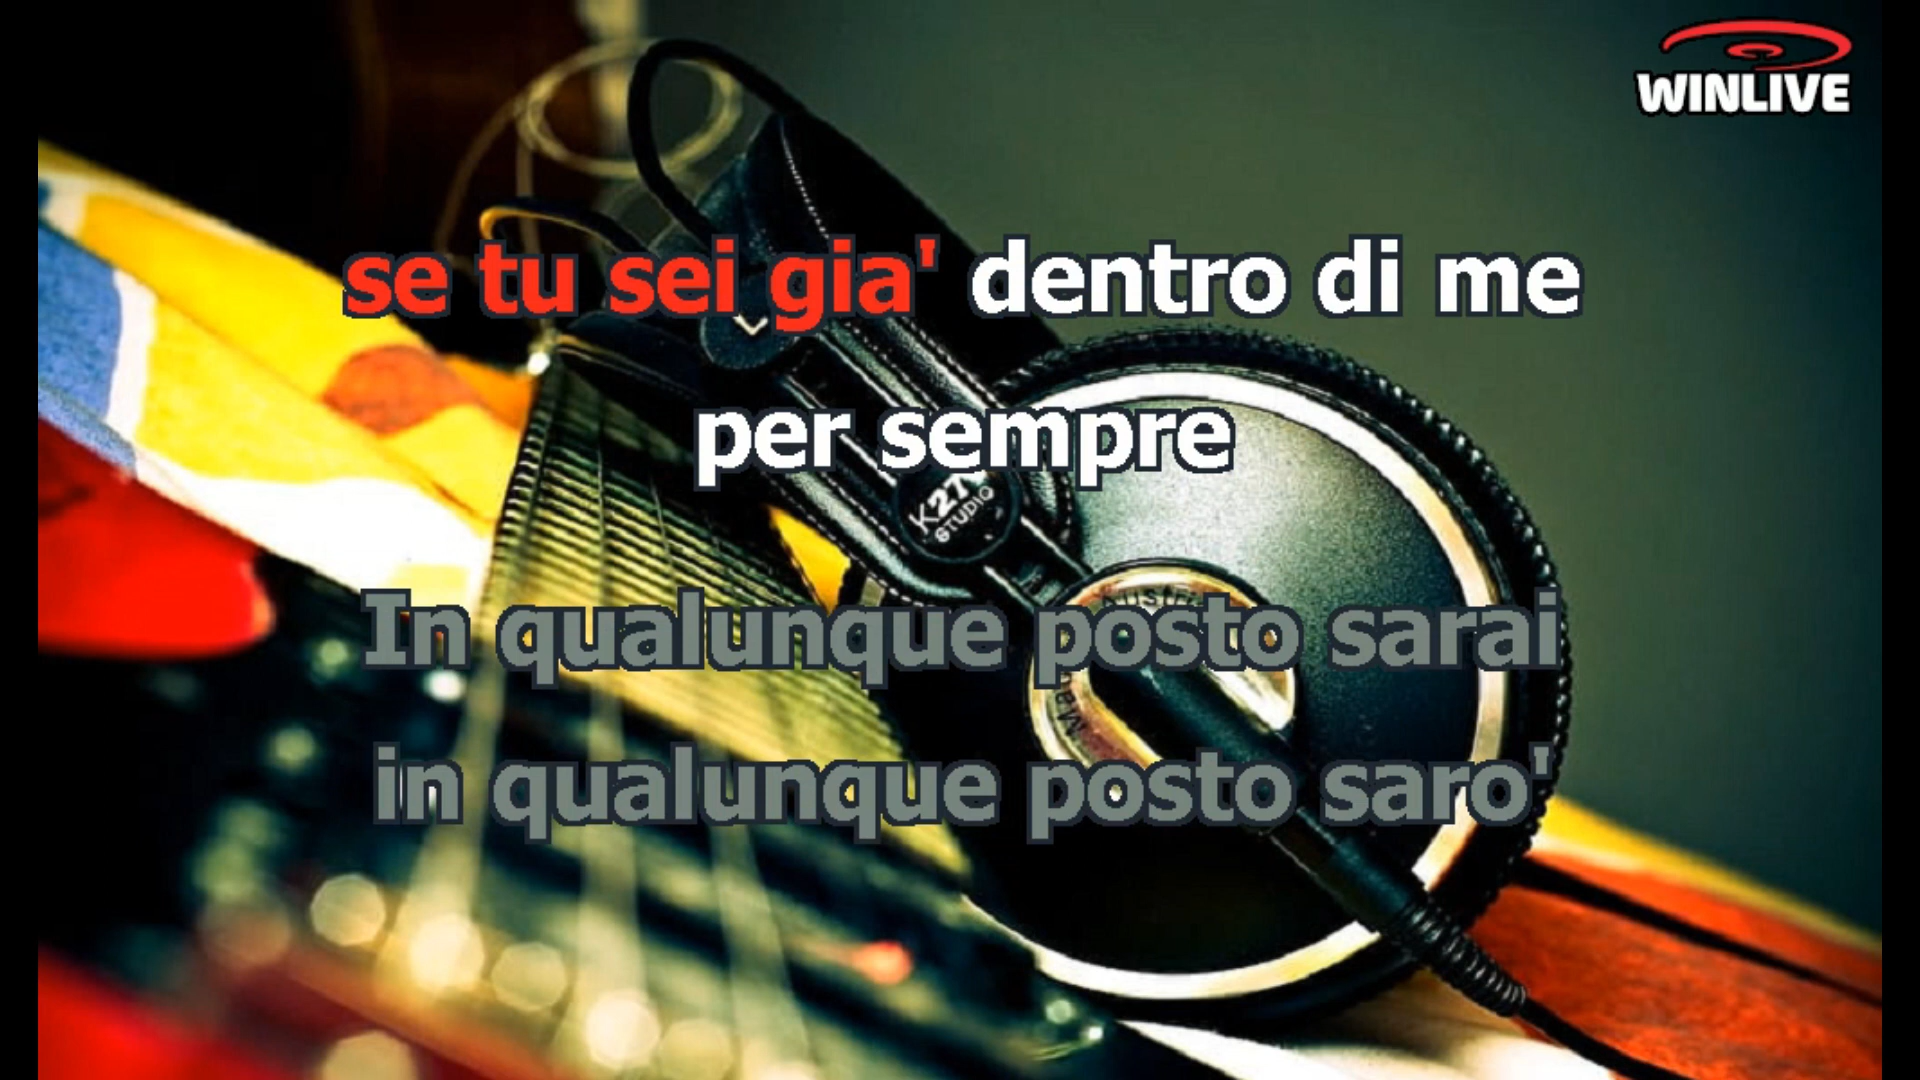 WINLIVE
se tu sei gia' dentro di me
per sempre
K27
STUDIO
In qualunque posto sarai
in qualunque posto saro'